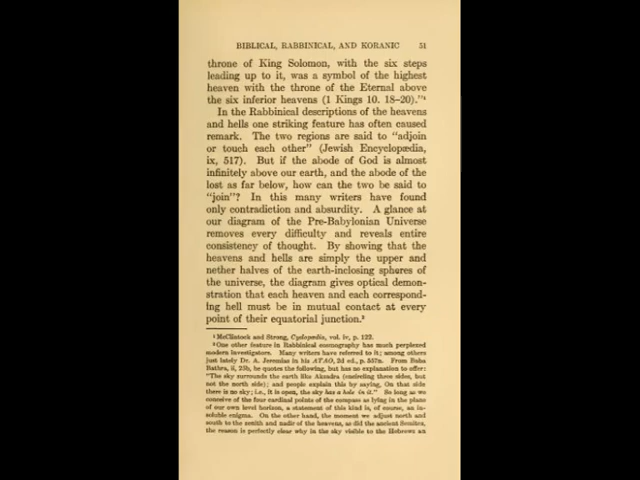 BIBLICAL, RABBINICAL, AND KORANIC 51
throne of King Solomon, with the six steps
leading up to it, was a symbol of the highest
heaven with the throne of the Eternal above
the six inferior heavens (1 Kings 10. 18-20)."¹
In the Rabbinical descriptions of the heavens
and hells one striking feature has often caused
remark. The two regions are said to "adjoin
or touch each other" (Jewish Encyclopædia,
ix, 517). But if the abode of God is almost
infinitely above our earth, and the abode of the
lost as far below, how can the two be said to
"join"? In this many writers have found
only contradiction and absurdity. A glance at
our diagram of the Pre-Babylonian Universe
removes every difficulty and reveals entire
consistency of thought. By showing that the
heavens and hells are simply the upper and
nether halves of the earth-inclosing spheres of
the universe, the diagram gives optical demon-
stration that each heaven and each correspond-
ing hell must be in mutual contact at every
point of their equatorial junction.²
¹ McClintock and Strong, Cyclopædia, vol. iv, p. 122.
² One other feature in Rabbinical cosmography has much perplexed
modern investigators. Many writers have referred to it; among others
just lately Dr. A. Jeremias in his ATAO, 2d ed., p. 557n. From Baba
Bathra, ii, 25b, he quotes the following, but has no explanation to offer:
"The sky surrounds the earth like Aksadra (encircling three sides, but
not the north side); and people explain this by saying, On that side
there is no sky; i.e., it is open, the sky has a hole in it." So long as we
conceive of the four cardinal points of the compass as lying in the plane
of our own level horizon, a statement of this kind is, of course, an in-
soluble enigma. On the other hand, the moment we adjust north and
south to the zenith and nadir of the heavens, as did the ancient Semites,
the reason is perfectly clear why in the sky visible to the Hebrews an